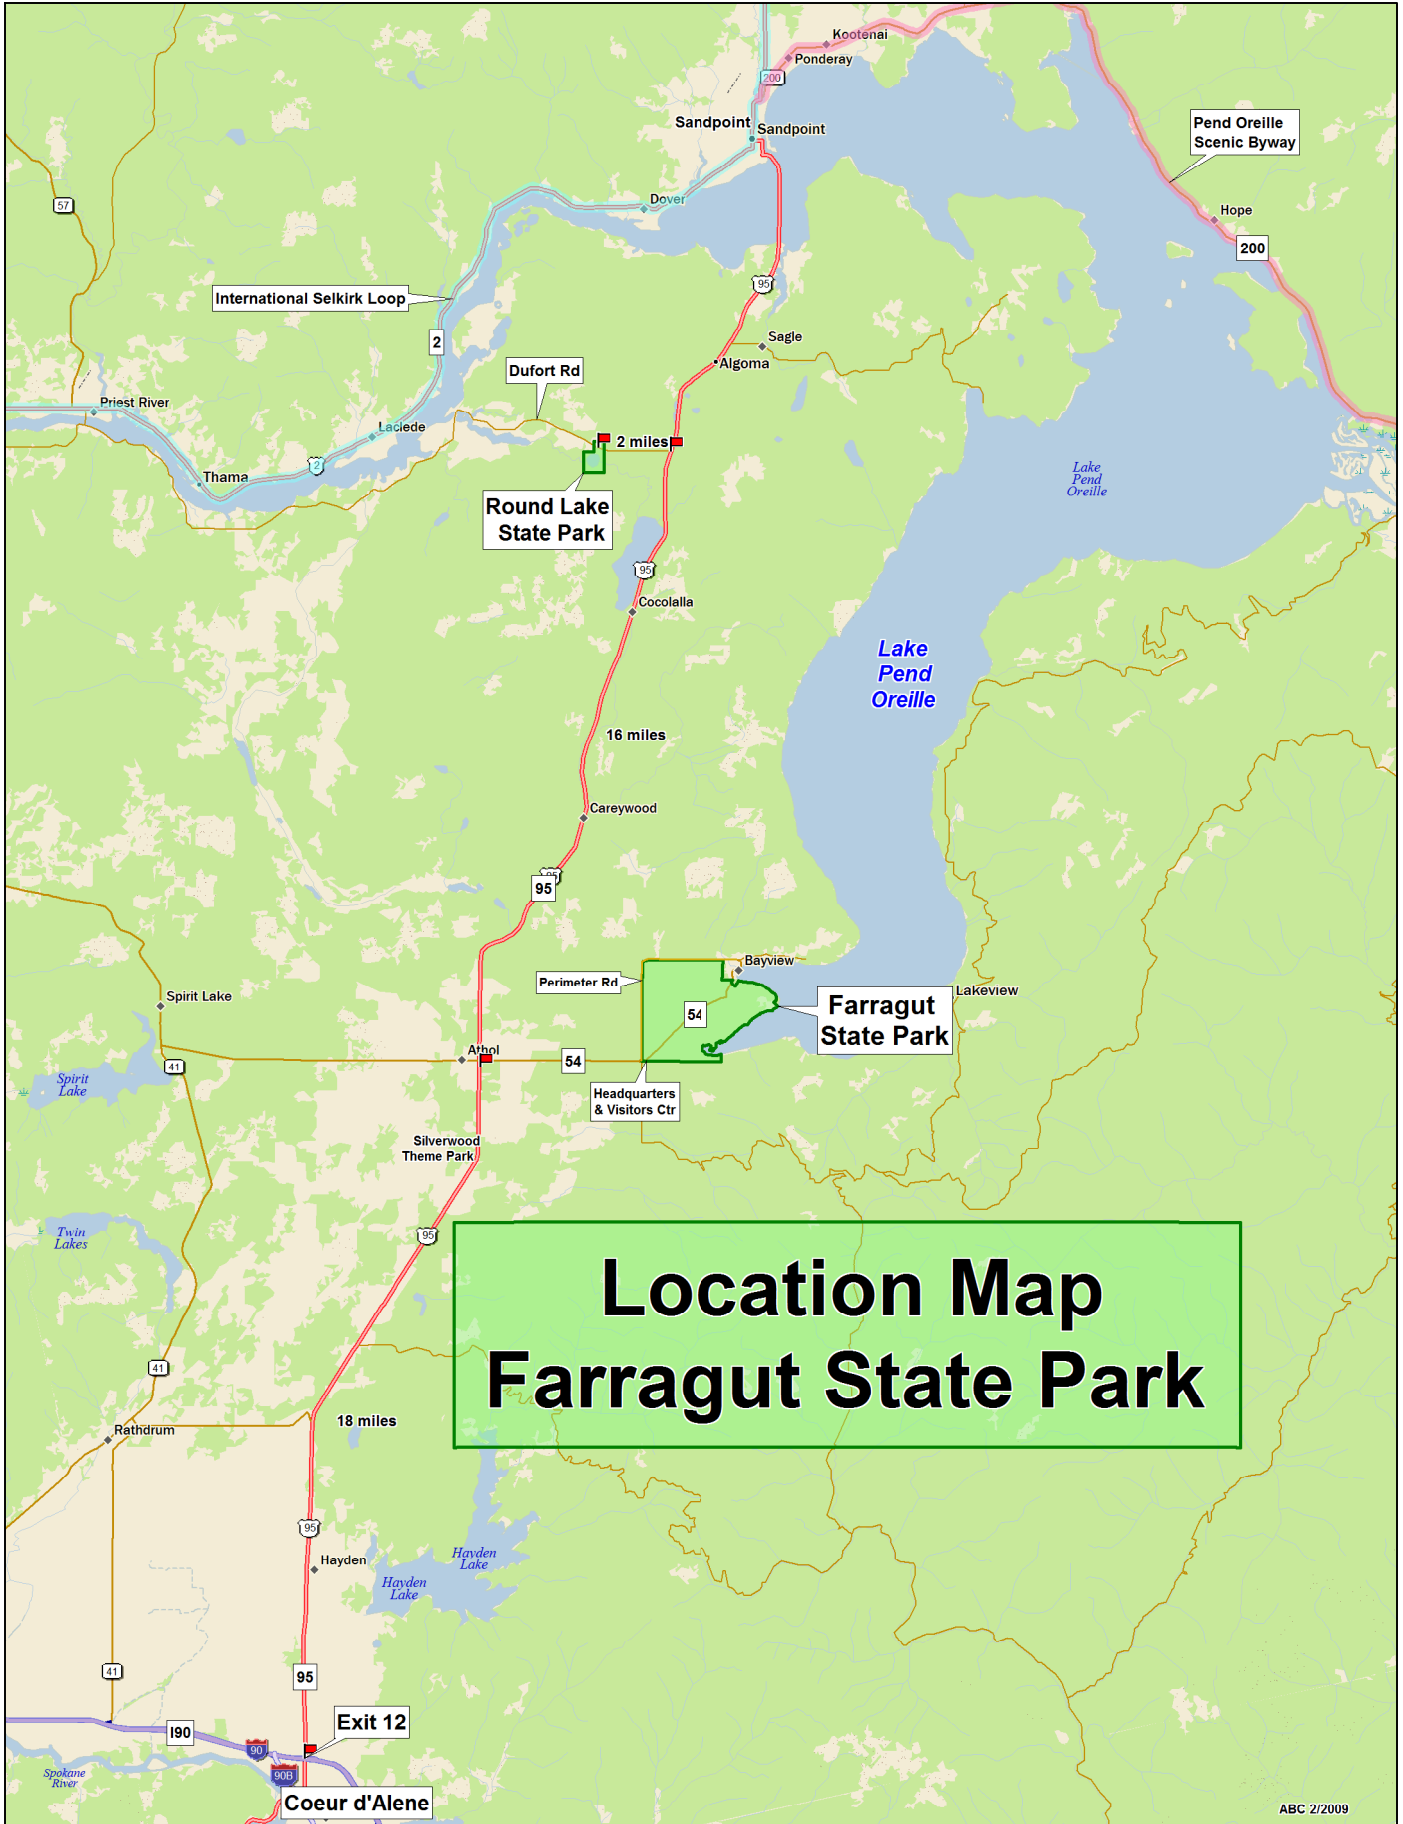 Kootenai
Ponderay
200
Sandpoint
Sandpoint
Pend Oreille
Scenic Byway
57
Dover
Hope
200
International Selkirk Loop
95
2
Sagle
Algoma
Dufort Rd
Priest River
Laclede
2 miles
2
Thama
Lake
Pend
Oreille
Round Lake
State Park
95
Cocolalla
Lake
Pend
Oreille
16 miles
Careywood
95
95
Bayview
Perimeter Rd
Spirit Lake
Lakeview
Farragut
State Park
54
Athol
54
41
Spirit
Lake
Headquarters
& Visitors Ctr
Silverwood
Theme Park
Twin
Lakes
95
Location Map
Farragut State Park
41
18 miles
Rathdrum
95
Hayden
Hayden
Lake
Hayden
Lake
41
95
Exit 12
I90
90
Spokane
River
90B
Coeur d'Alene
ABC 2/2009